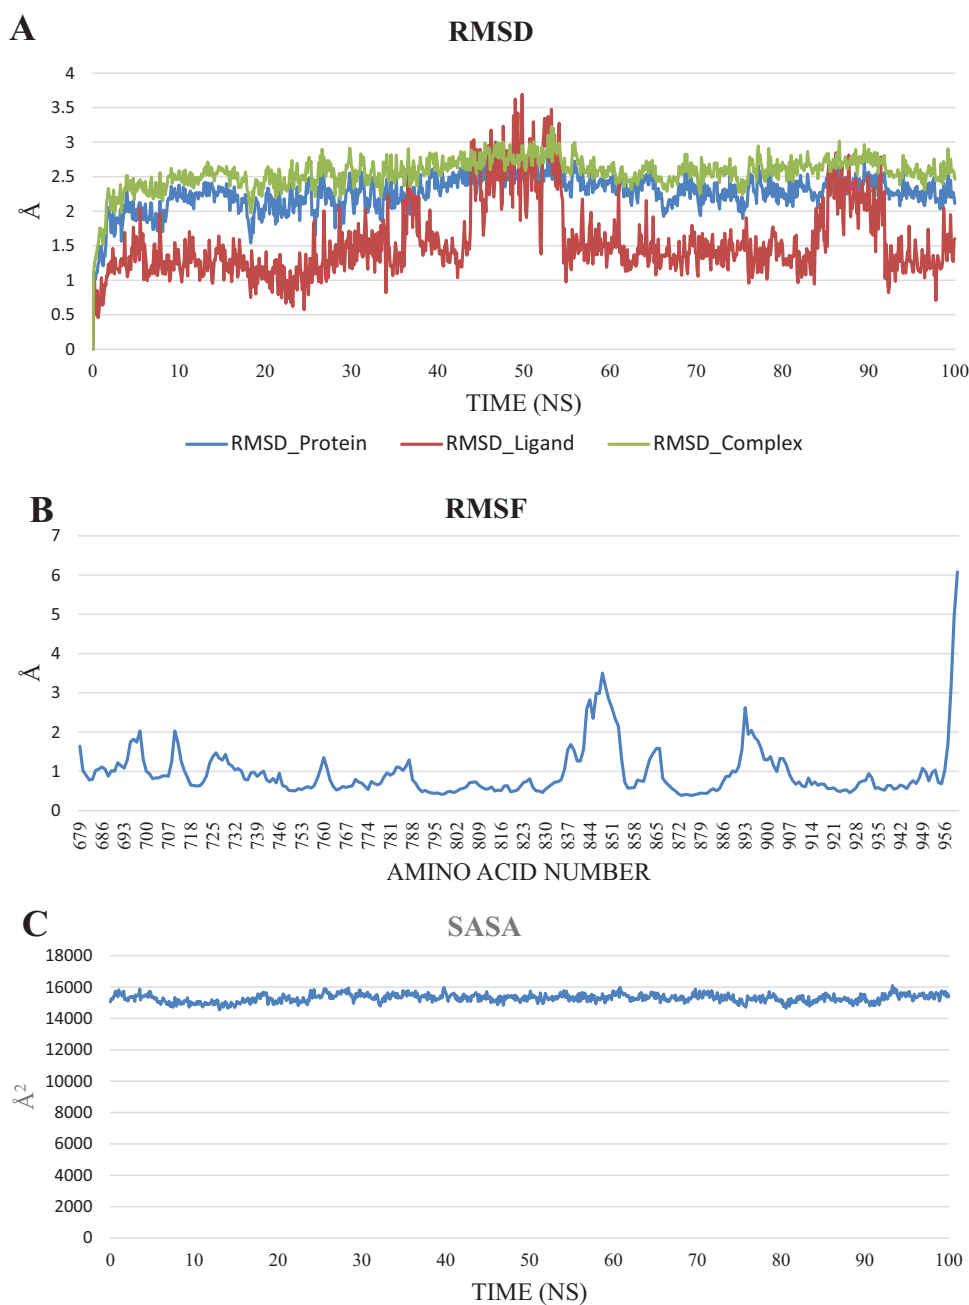 A
RMSD
4
3.5
3
2.5
2
1.5
1
0.5
0
Å
0 10 20 30 40 50 60 70 80 90 100
TIME (NS)
RMSD_Protein RMSD_Ligand RMSD_Complex
B
RMSF
7
6
5
4
3
2
1
0
Å
679 686 693 700 707 718 725 732 739 746 753 760 767 774 781 788 795 802 809 816 823 830 837 844 851 858 865 872 879 886 893 900 907 914 921 928 935 942 949 956
AMINO ACID NUMBER
C
SASA
18000
16000
14000
12000
10000
8000
6000
4000
2000
0
Å²
0 10 20 30 40 50 60 70 80 90 100
TIME (NS)